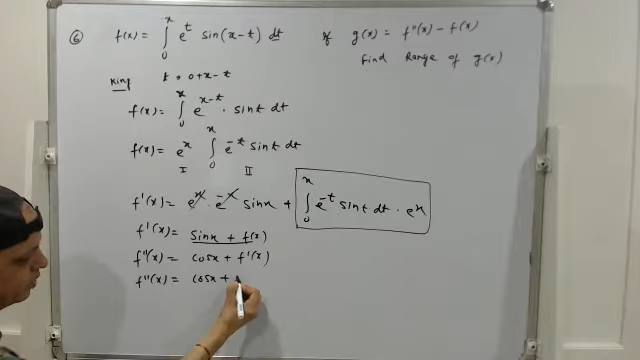 ⑥ f(x) = ∫₀ˣ eᵗ sin(x-t) dt If g(x) = f''(x) - f(x)
Find Range of g(x)
King t → 0+x-t
f(x) = ∫₀ˣ eˣ⁻ᵗ · sint dt
f(x) = eˣ ∫₀ˣ e⁻ᵗ sint dt
I II
f'(x) = eˣ · e⁻ˣ sinx + ∫₀ˣ e⁻ᵗ sint dt · eˣ
f'(x) = sinx + f(x)
f''(x) = cosx + f'(x)
f''(x) = cosx +